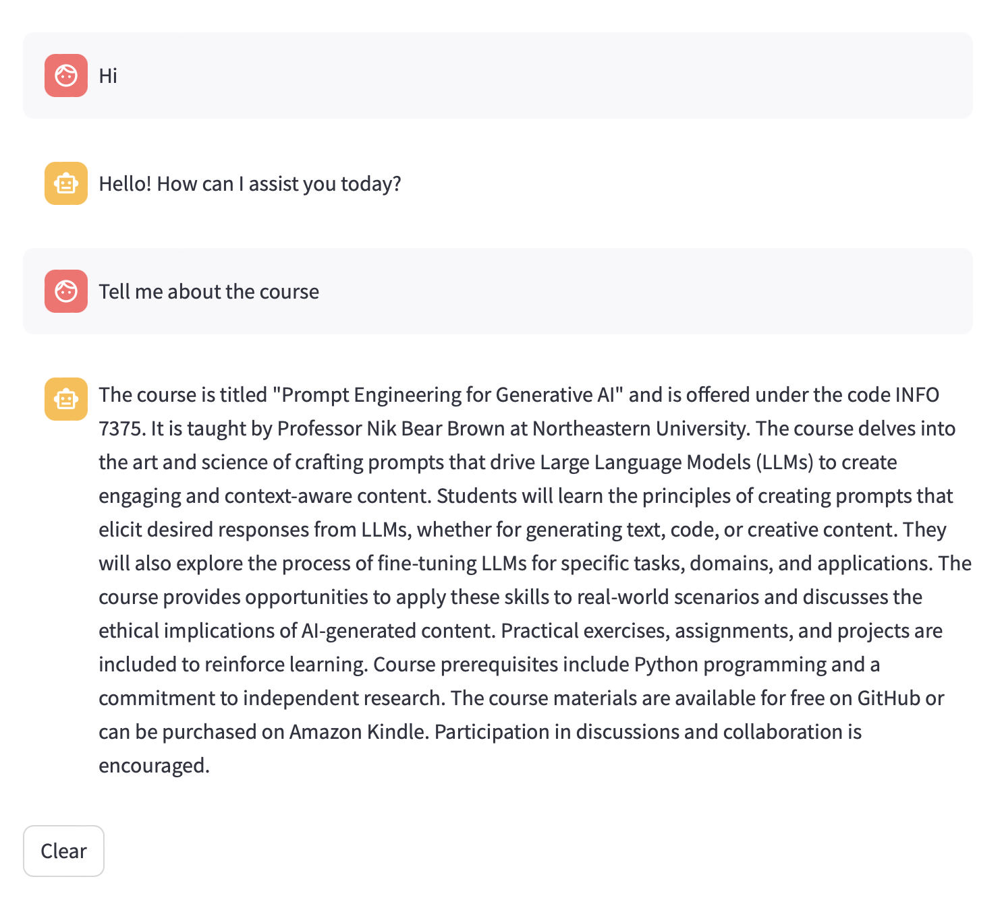 Hi
Hello! How can I assist you today?
Tell me about the course
The course is titled "Prompt Engineering for Generative AI" and is offered under the code INFO
7375. It is taught by Professor Nik Bear Brown at Northeastern University. The course delves into
the art and science of crafting prompts that drive Large Language Models (LLMs) to create
engaging and context-aware content. Students will learn the principles of creating prompts that
elicit desired responses from LLMs, whether for generating text, code, or creative content. They
will also explore the process of fine-tuning LLMs for specific tasks, domains, and applications. The
course provides opportunities to apply these skills to real-world scenarios and discusses the
ethical implications of AI-generated content. Practical exercises, assignments, and projects are
included to reinforce learning. Course prerequisites include Python programming and a
commitment to independent research. The course materials are available for free on GitHub or
can be purchased on Amazon Kindle. Participation in discussions and collaboration is
encouraged.
Clear